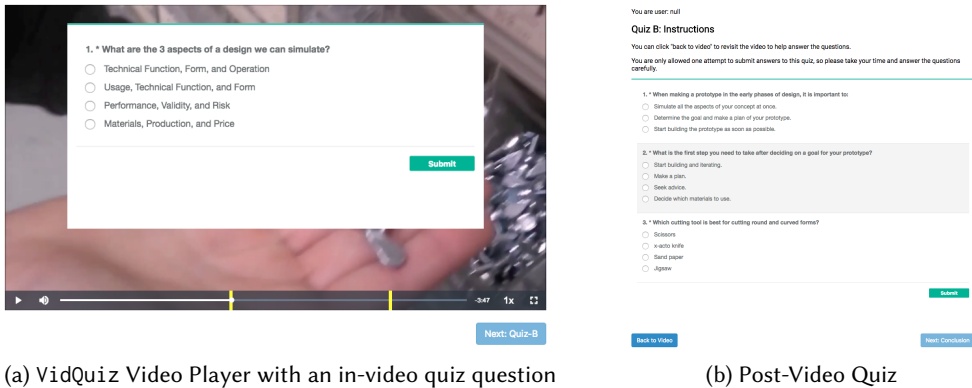 1. * What are the 3 aspects of a design we can simulate?
Technical Function, Form, and Operation
Usage, Technical Function, and Form
Performance, Validity, and Risk
Materials, Production, and Price
Submit
-3:47 1x
Next: Quiz-B
(a) VidQuiz Video Player with an in-video quiz question
You are user: null
Quiz B: Instructions
You can click "back to video" to revisit the video to help answer the questions.
You are only allowed one attempt to submit answers to this quiz, so please take your time and answer the questions
carefully.
1. * When making a prototype in the early phases of design, it is important to:
Simulate all the aspects of your concept at once.
Determine the goal and make a plan of your prototype.
Start building the prototype as soon as possible.
2. * What is the first step you need to take after deciding on a goal for your prototype?
Start building and iterating.
Make a plan.
Seek advice.
Decide which materials to use.
3. * Which cutting tool is best for cutting round and curved forms?
Scissors
x-acto knife
Sand paper
Jigsaw
Submit
Back to Video
Next: Conclusion
(b) Post-Video Quiz